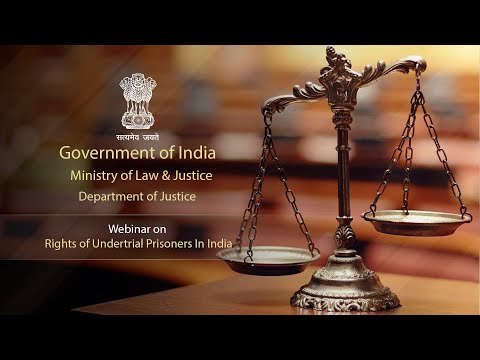 सत्यमेव जयते
Government of India
Ministry of Law & Justice
Department of Justice
Webinar on
Rights of Undertrial Prisoners In India